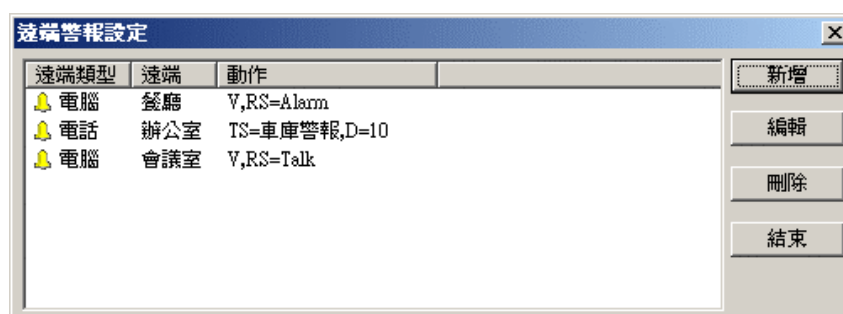 遠端警報設定
遠端類型 遠端 動作
電腦 餐廳 V,RS=Alarm
電話 辦公室 TS=車庫警報,D=10
電腦 會議室 V,RS=Talk
新增
編輯
刪除
結束